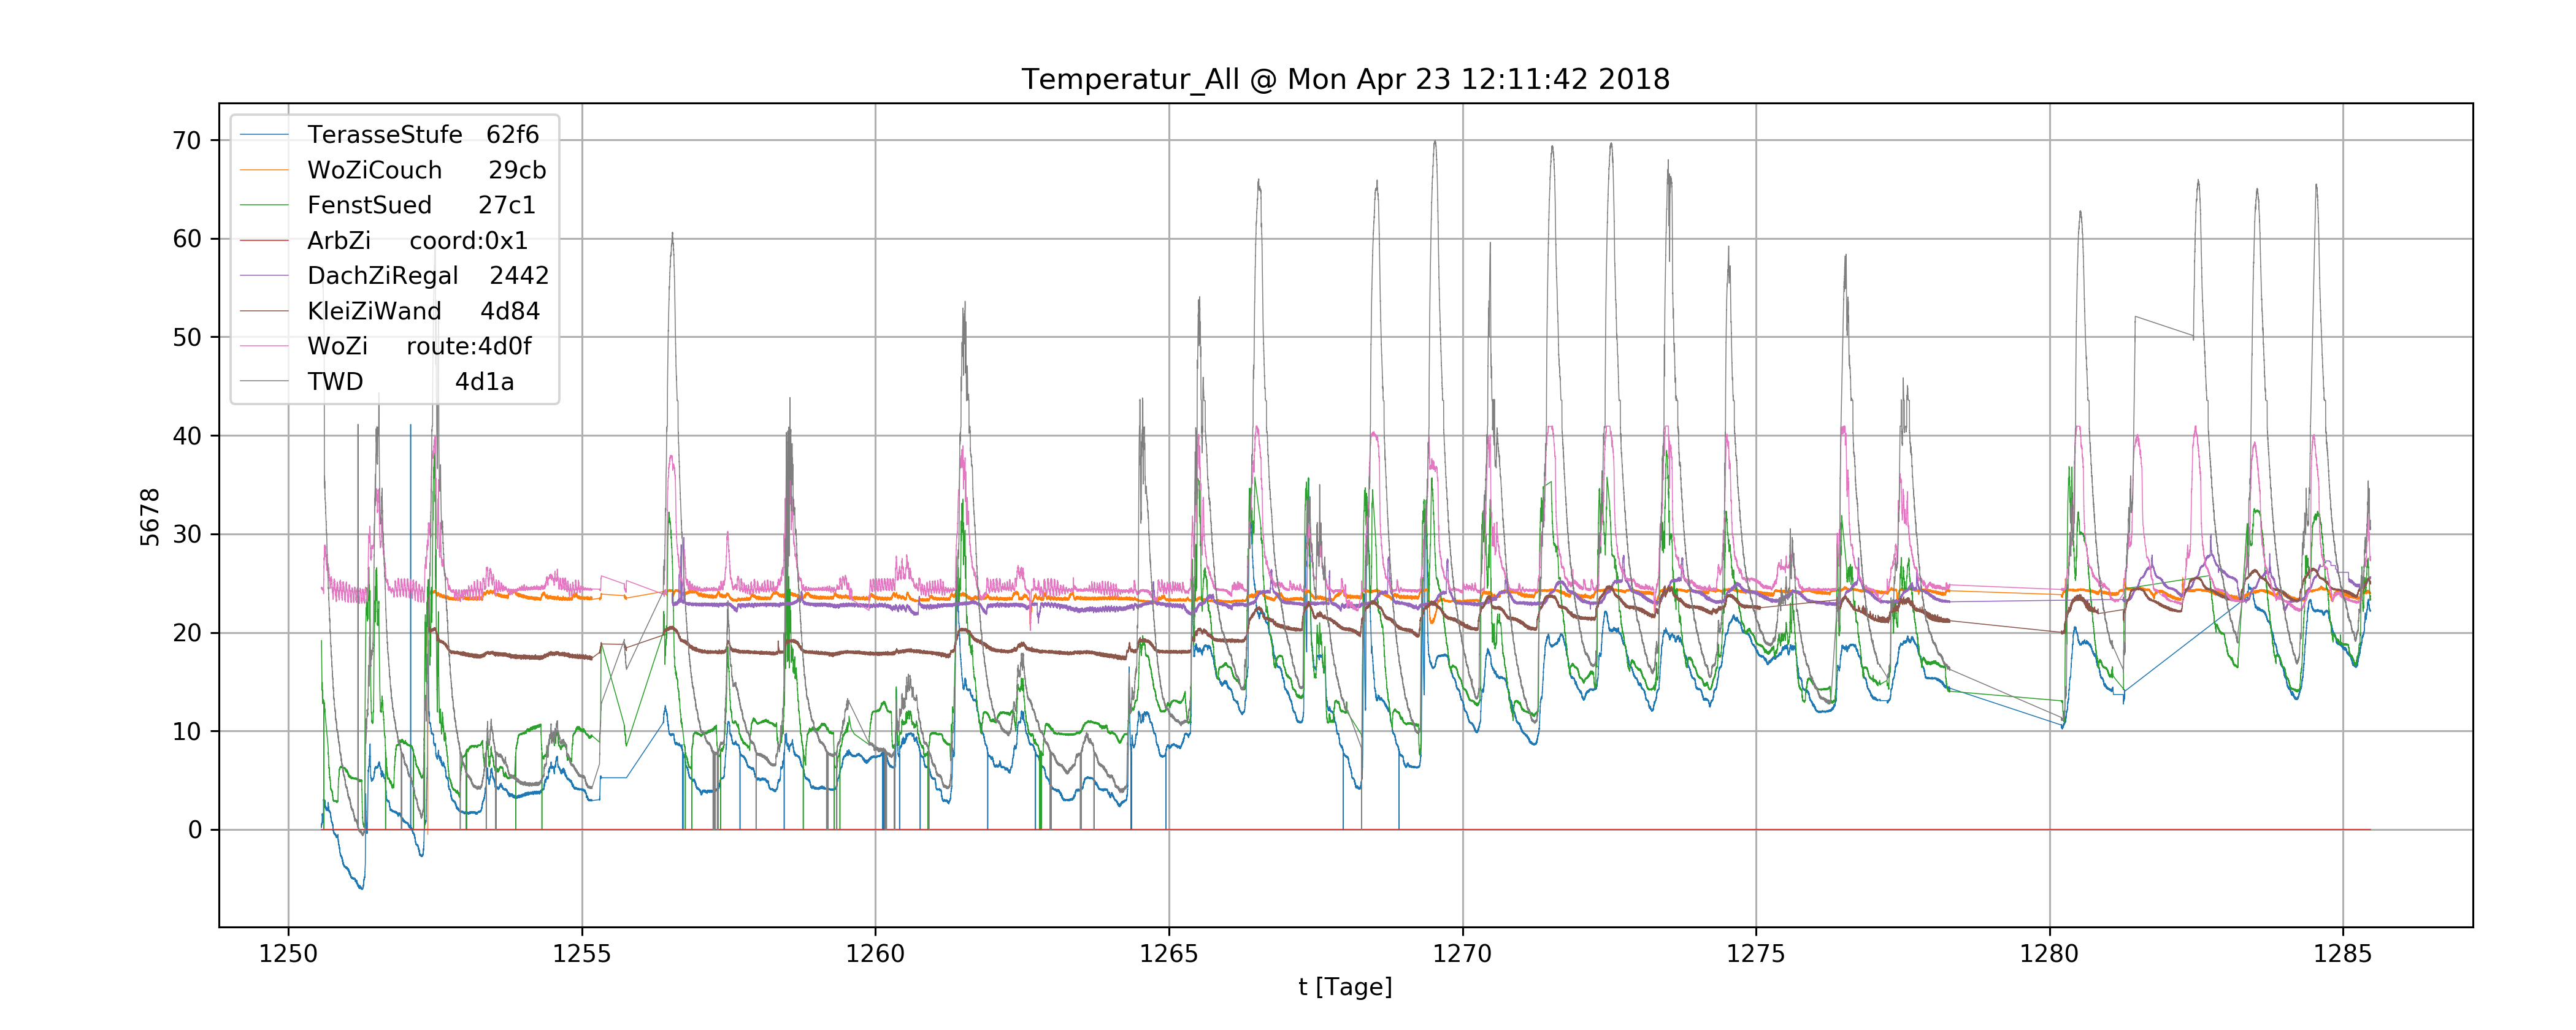 Temperatur_All @ Mon Apr 23 12:11:42 2018
TerasseStufe 62f6
WoZiCouch 29cb
FenstSued 27c1
ArbZi coord:0x1
DachZiRegal 2442
KleiZiWand 4d84
WoZi route:4d0f
TWD 4d1a
70
60
50
40
30
20
10
0
5678
1250 1255 1260 1265 1270 1275 1280 1285
t [Tage]